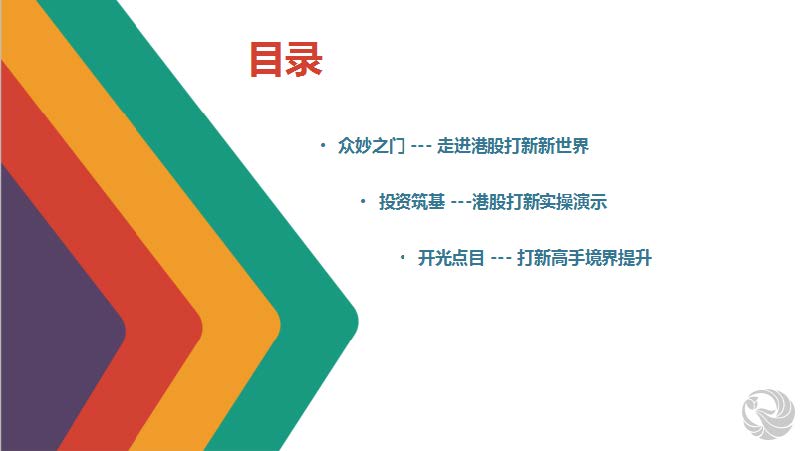 目录
• 众妙之门 --- 走进港股打新新世界
• 投资筑基 ---港股打新实操演示
• 开光点目 --- 打新高手境界提升